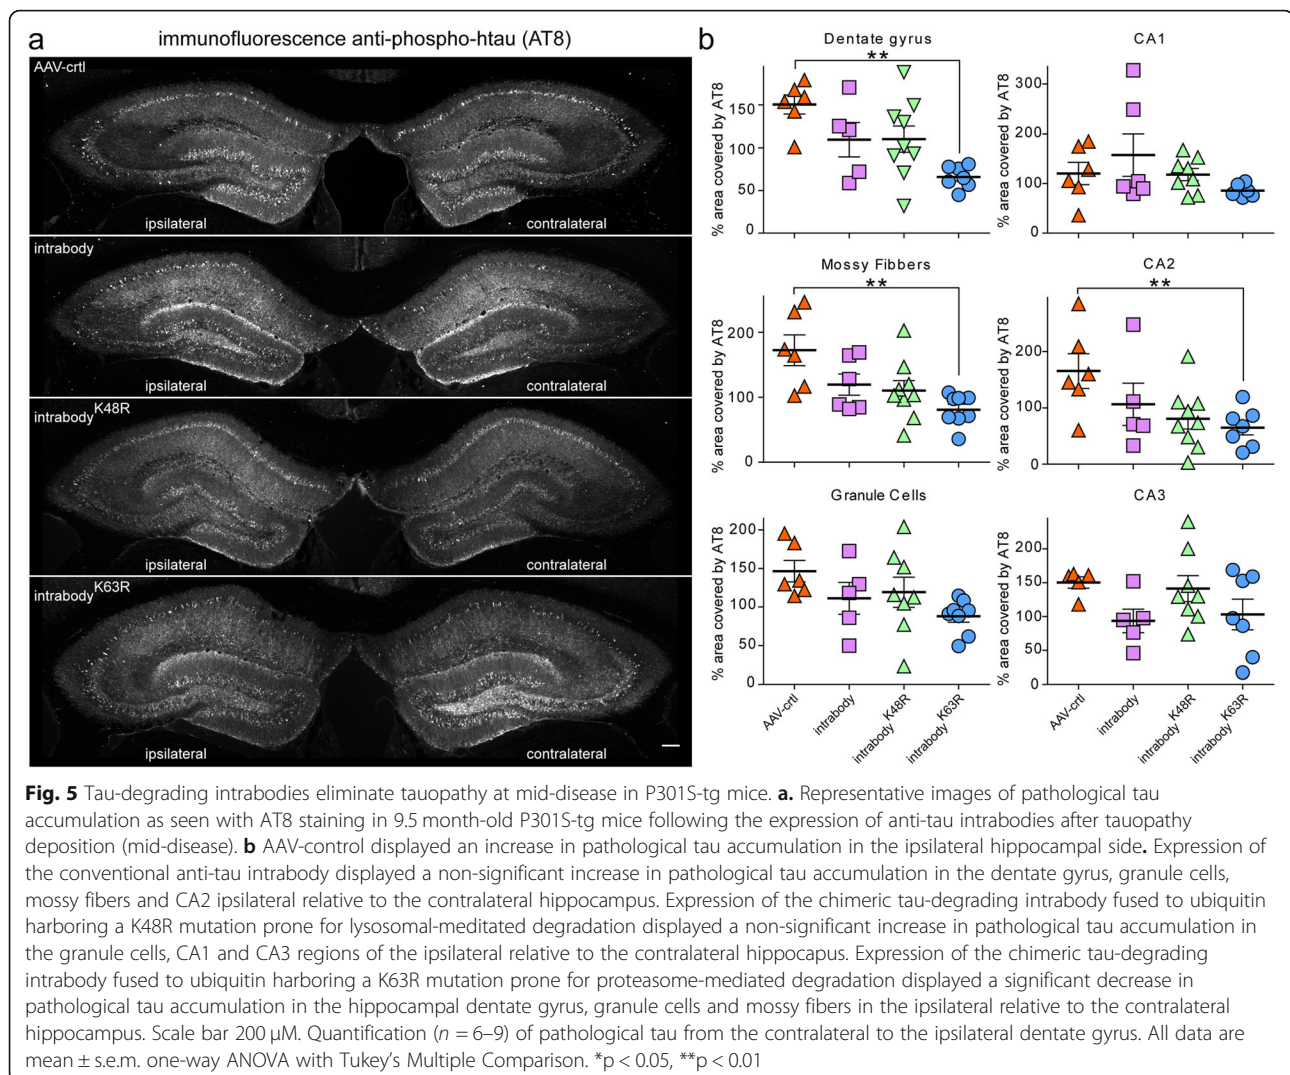 a
immunofluorescence anti-phospho-htau (AT8)
AAV-crtl
ipsilateral
contralateral
intrabody
ipsilateral
contralateral
intrabodyK48R
ipsilateral
contralateral
intrabodyK63R
ipsilateral
contralateral
b
Dentate gyrus
**
% area covered by AT8
150
100
50
0
CA1
% area covered by AT8
300
200
100
0
Mossy Fibbers
**
% area covered by AT8
200
100
0
CA2
**
% area covered by AT8
200
100
0
Granule Cells
% area covered by AT8
200
150
100
50
0
AAV-crtl
intrabody
intrabody K48R
intrabody K63R
CA3
% area covered by AT8
200
150
100
50
0
AAV-crtl
intrabody
intrabody K48R
intrabody K63R
Fig. 5 Tau-degrading intrabodies eliminate tauopathy at mid-disease in P301S-tg mice. a. Representative images of pathological tau
accumulation as seen with AT8 staining in 9.5 month-old P301S-tg mice following the expression of anti-tau intrabodies after tauopathy
deposition (mid-disease). b AAV-control displayed an increase in pathological tau accumulation in the ipsilateral hippocampal side. Expression of
the conventional anti-tau intrabody displayed a non-significant increase in pathological tau accumulation in the dentate gyrus, granule cells,
mossy fibers and CA2 ipsilateral relative to the contralateral hippocampus. Expression of the chimeric tau-degrading intrabody fused to ubiquitin
harboring a K48R mutation prone for lysosomal-meditated degradation displayed a non-significant increase in pathological tau accumulation in
the granule cells, CA1 and CA3 regions of the ipsilateral relative to the contralateral hippocapus. Expression of the chimeric tau-degrading
intrabody fused to ubiquitin harboring a K63R mutation prone for proteasome-mediated degradation displayed a significant decrease in
pathological tau accumulation in the hippocampal dentate gyrus, granule cells and mossy fibers in the ipsilateral relative to the contralateral
hippocampus. Scale bar 200 μM. Quantification (n = 6–9) of pathological tau from the contralateral to the ipsilateral dentate gyrus. All data are
mean ± s.e.m. one-way ANOVA with Tukey's Multiple Comparison. *p < 0.05, **p < 0.01